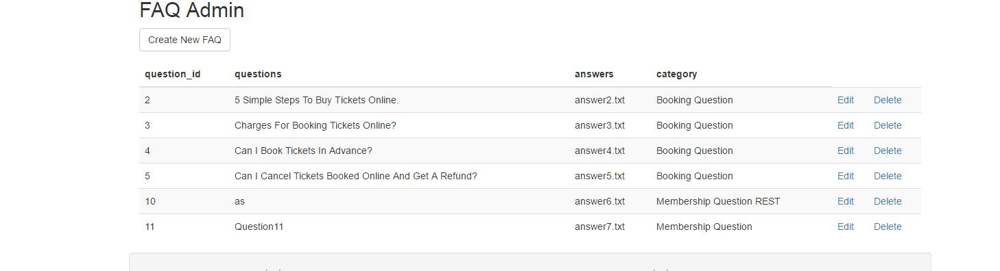 FAQ Admin
Create New FAQ
question_id questions answers category
2 5 Simple Steps To Buy Tickets Online. answer2.txt Booking Question Edit Delete
3 Charges For Booking Tickets Online? answer3.txt Booking Question Edit Delete
4 Can I Book Tickets In Advance? answer4.txt Booking Question Edit Delete
5 Can I Cancel Tickets Booked Online And Get A Refund? answer5.txt Booking Question Edit Delete
10 as answer6.txt Membership Question REST Edit Delete
11 Question11 answer7.txt Membership Question Edit Delete